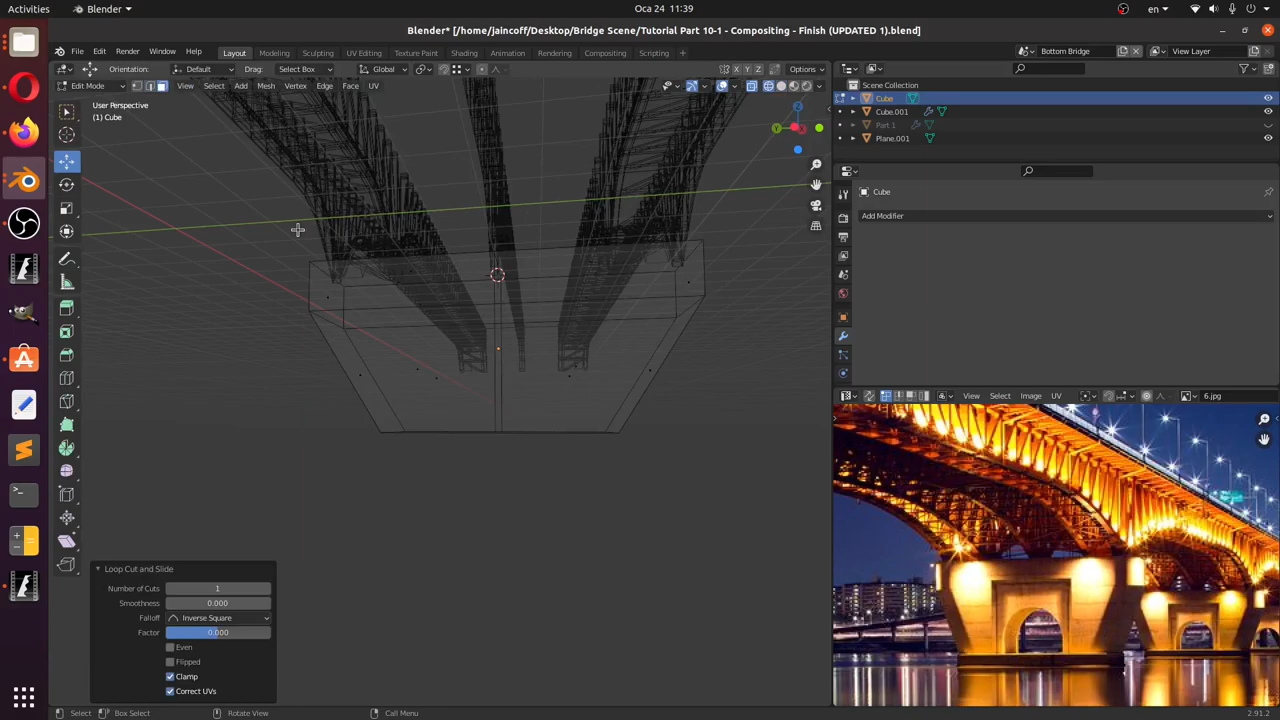 Activities
Blender
Oca 24 11:39
en
Blender* [/home/jaincoff/Desktop/Bridge Scene/Tutorial Part 10-1 - Compositing - Finish (UPDATED 1).blend]
File Edit Render Window Help
Layout Modeling Sculpting UV Editing Texture Paint Shading Animation Rendering Compositing Scripting +
Bottom Bridge
View Layer
Orientation: Default Drag: Select Box Global X Y Z Options
Edit Mode View Select Add Mesh Vertex Edge Face UV
User Perspective
(1) Cube
Z
Y
X
Scene Collection
Cube
Cube.001
Part 1
Plane.001
Cube
Add Modifier
View Select Image UV 6.jpg
Loop Cut and Slide
Number of Cuts 1
Smoothness 0.000
Falloff Inverse Square
Factor 0.000
Even
Flipped
Clamp
Correct UVs
Select Box Select Rotate View Call Menu 2.91.2